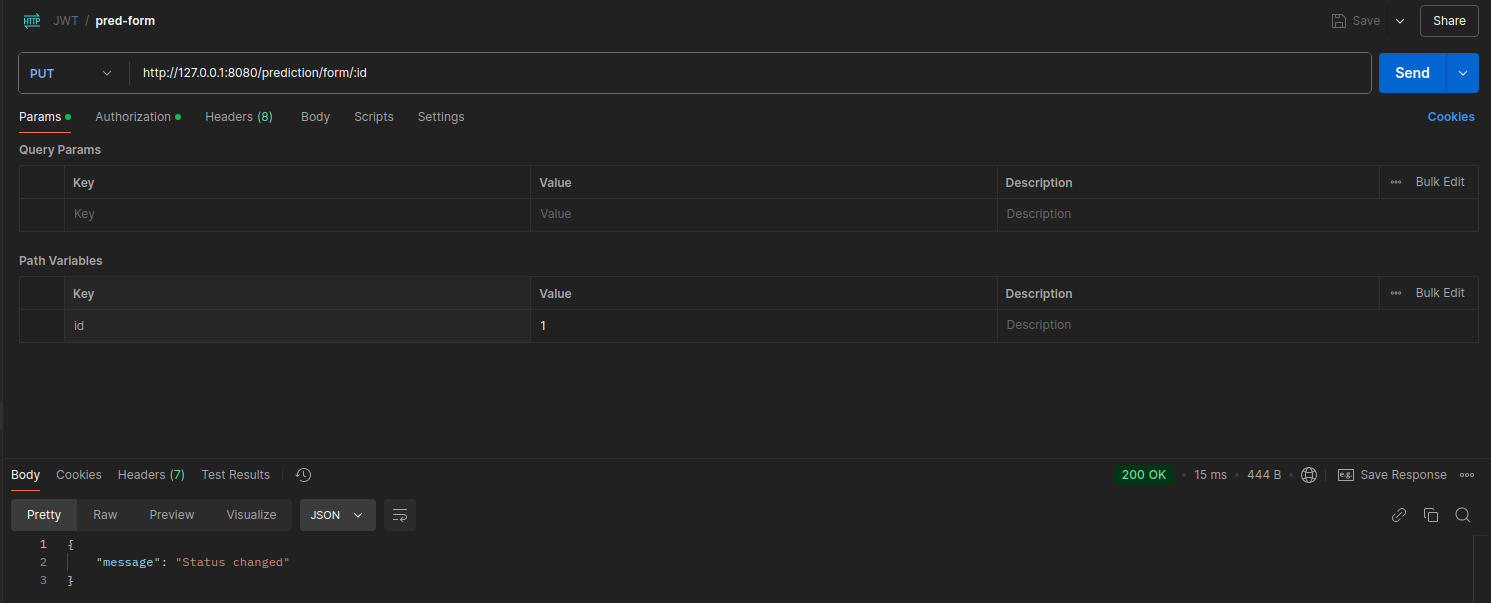 HTTP JWT / pred-form Save Share
PUT http://127.0.0.1:8080/prediction/form/:id Send
Params Authorization Headers (8) Body Scripts Settings Cookies
Query Params
Key Value Description Bulk Edit
Key Value Description
Path Variables
Key Value Description Bulk Edit
id 1 Description
Body Cookies Headers (7) Test Results 200 OK 15 ms 444 B e.g. Save Response
Pretty Raw Preview Visualize JSON
1 {
2 "message": "Status changed"
3 }